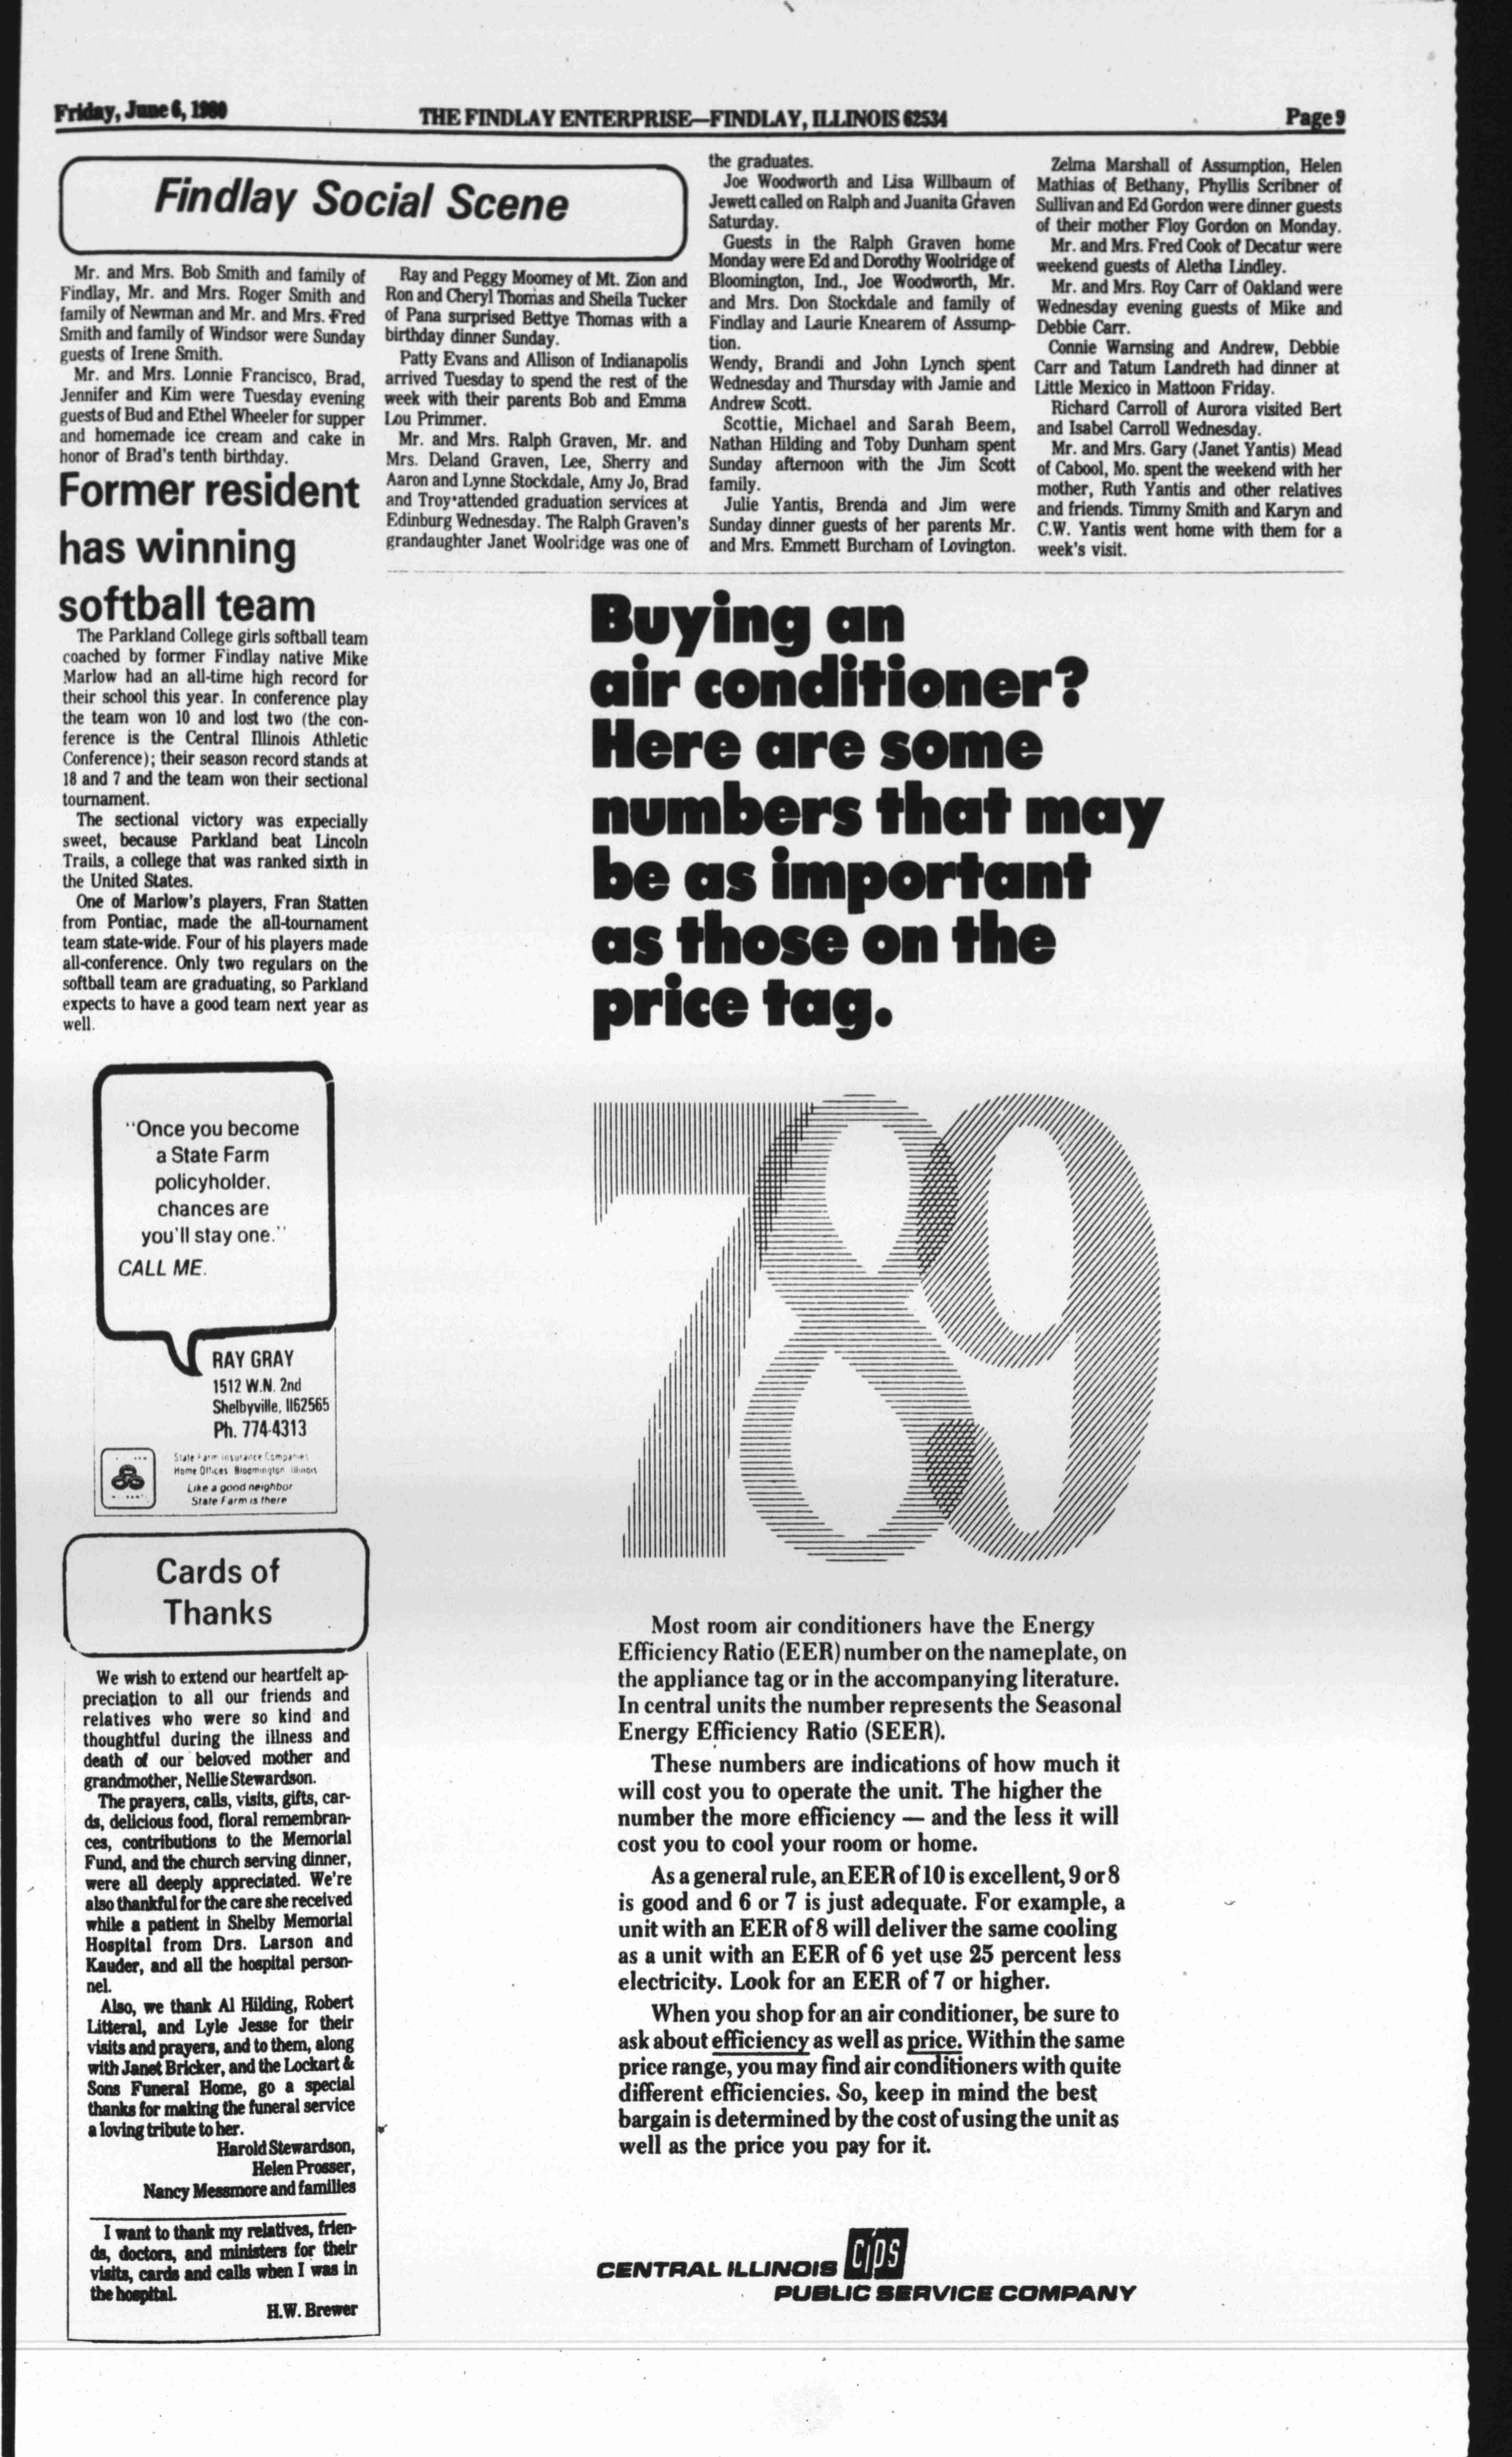 Friday, June 6, 1980
THE FINDLAY ENTERPRISE—FINDLAY, ILLINOIS 62534
Page 9
Findlay Social Scene
Mr. and Mrs. Bob Smith and family of
Findlay, Mr. and Mrs. Roger Smith and
family of Newman and Mr. and Mrs. Fred
Smith and family of Windsor were Sunday
guests of Irene Smith.
Mr. and Mrs. Lonnie Francisco, Brad,
Jennifer and Kim were Tuesday evening
guests of Bud and Ethel Wheeler for supper
and homemade ice cream and cake in
honor of Brad's tenth birthday.
Ray and Peggy Moomey of Mt. Zion and
Ron and Cheryl Thomas and Sheila Tucker
of Pana surprised Bettye Thomas with a
birthday dinner Sunday.
Patty Evans and Allison of Indianapolis
arrived Tuesday to spend the rest of the
week with their parents Bob and Emma
Lou Primmer.
Mr. and Mrs. Ralph Graven, Mr. and
Mrs. Deland Graven, Lee, Sherry and
Aaron and Lynne Stockdale, Amy Jo, Brad
and Troy attended graduation services at
Edinburg Wednesday. The Ralph Graven's
grandaughter Janet Woolridge was one of
the graduates.
Joe Woodworth and Lisa Willbaum of
Jewett called on Ralph and Juanita Graven
Saturday.
Guests in the Ralph Graven home
Monday were Ed and Dorothy Woolridge of
Bloomington, Ind., Joe Woodworth, Mr.
and Mrs. Don Stockdale and family of
Findlay and Laurie Knearem of Assump-
tion.
Wendy, Brandi and John Lynch spent
Wednesday and Thursday with Jamie and
Andrew Scott.
Scottie, Michael and Sarah Beem,
Nathan Hilding and Toby Dunham spent
Sunday afternoon with the Jim Scott
family.
Julie Yantis, Brenda and Jim were
Sunday dinner guests of her parents Mr.
and Mrs. Emmett Burcham of Lovington.
Zelma Marshall of Assumption, Helen
Mathias of Bethany, Phyllis Scribner of
Sullivan and Ed Gordon were dinner guests
of their mother Floy Gordon on Monday.
Mr. and Mrs. Fred Cook of Decatur were
weekend guests of Aletha Lindley.
Mr. and Mrs. Roy Carr of Oakland were
Wednesday evening guests of Mike and
Debbie Carr.
Connie Warnsing and Andrew, Debbie
Carr and Tatum Landreth had dinner at
Little Mexico in Mattoon Friday.
Richard Carroll of Aurora visited Bert
and Isabel Carroll Wednesday.
Mr. and Mrs. Gary (Janet Yantis) Mead
of Cabool, Mo. spent the weekend with her
mother, Ruth Yantis and other relatives
and friends. Timmy Smith and Karyn and
C.W. Yantis went home with them for a
week's visit.
Former resident
has winning
softball team
The Parkland College girls softball team
coached by former Findlay native Mike
Marlow had an all-time high record for
their school this year. In conference play
the team won 10 and lost two (the con-
ference is the Central Illinois Athletic
Conference); their season record stands at
18 and 7 and the team won their sectional
tournament.
The sectional victory was expecially
sweet, because Parkland beat Lincoln
Trails, a college that was ranked sixth in
the United States.
One of Marlow's players, Fran Statten
from Pontiac, made the all-tournament
team state-wide. Four of his players made
all-conference. Only two regulars on the
softball team are graduating, so Parkland
expects to have a good team next year as
well.
"Once you become
a State Farm
policyholder,
chances are
you'll stay one."
CALL ME.
RAY GRAY
1512 W.N. 2nd
Shelbyville, Il62565
Ph. 774-4313
State Farm Insurance Companies
Home Offices Bloomington Illinois
Like a good neighbor
State Farm is there
Cards of
Thanks
We wish to extend our heartfelt ap-
preciation to all our friends and
relatives who were so kind and
thoughtful during the illness and
death of our beloved mother and
grandmother, Nellie Stewardson.
The prayers, calls, visits, gifts, car-
ds, delicious food, floral remembran-
ces, contributions to the Memorial
Fund, and the church serving dinner,
were all deeply appreciated. We're
also thankful for the care she received
while a patient in Shelby Memorial
Hospital from Drs. Larson and
Kauder, and all the hospital person-
nel.
Also, we thank Al Hilding, Robert
Litteral, and Lyle Jesse for their
visits and prayers, and to them, along
with Janet Bricker, and the Lockart &
Sons Funeral Home, go a special
thanks for making the funeral service
a loving tribute to her.
Harold Stewardson,
Helen Prosser,
Nancy Messmore and families
I want to thank my relatives, frien-
ds, doctors, and ministers for their
visits, cards and calls when I was in
the hospital.
H.W. Brewer
Buying an
air conditioner?
Here are some
numbers that may
be as important
as those on the
price tag.
789
Most room air conditioners have the Energy
Efficiency Ratio (EER) number on the nameplate, on
the appliance tag or in the accompanying literature.
In central units the number represents the Seasonal
Energy Efficiency Ratio (SEER).
These numbers are indications of how much it
will cost you to operate the unit. The higher the
number the more efficiency — and the less it will
cost you to cool your room or home.
As a general rule, an EER of 10 is excellent, 9 or 8
is good and 6 or 7 is just adequate. For example, a
unit with an EER of 8 will deliver the same cooling
as a unit with an EER of 6 yet use 25 percent less
electricity. Look for an EER of 7 or higher.
When you shop for an air conditioner, be sure to
ask about efficiency as well as price. Within the same
price range, you may find air conditioners with quite
different efficiencies. So, keep in mind the best
bargain is determined by the cost of using the unit as
well as the price you pay for it.
CENTRAL ILLINOIS CIPS
PUBLIC SERVICE COMPANY